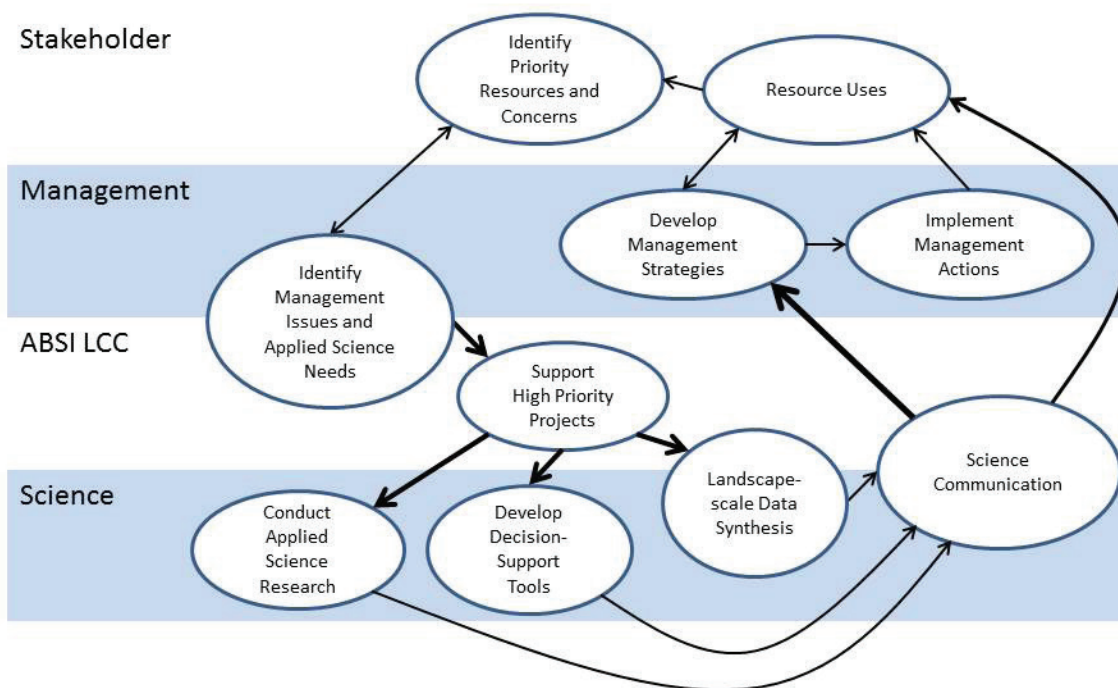 Stakeholder
Identify
Priority
Resources and
Concerns
Resource Uses
Management
Develop
Management
Strategies
Implement
Management
Actions
Identify
Management
Issues and
Applied Science
Needs
ABSI LCC
Support
High Priority
Projects
Science
Communication
Landscape-
scale Data
Synthesis
Science
Conduct
Applied
Science
Research
Develop
Decision-
Support
Tools